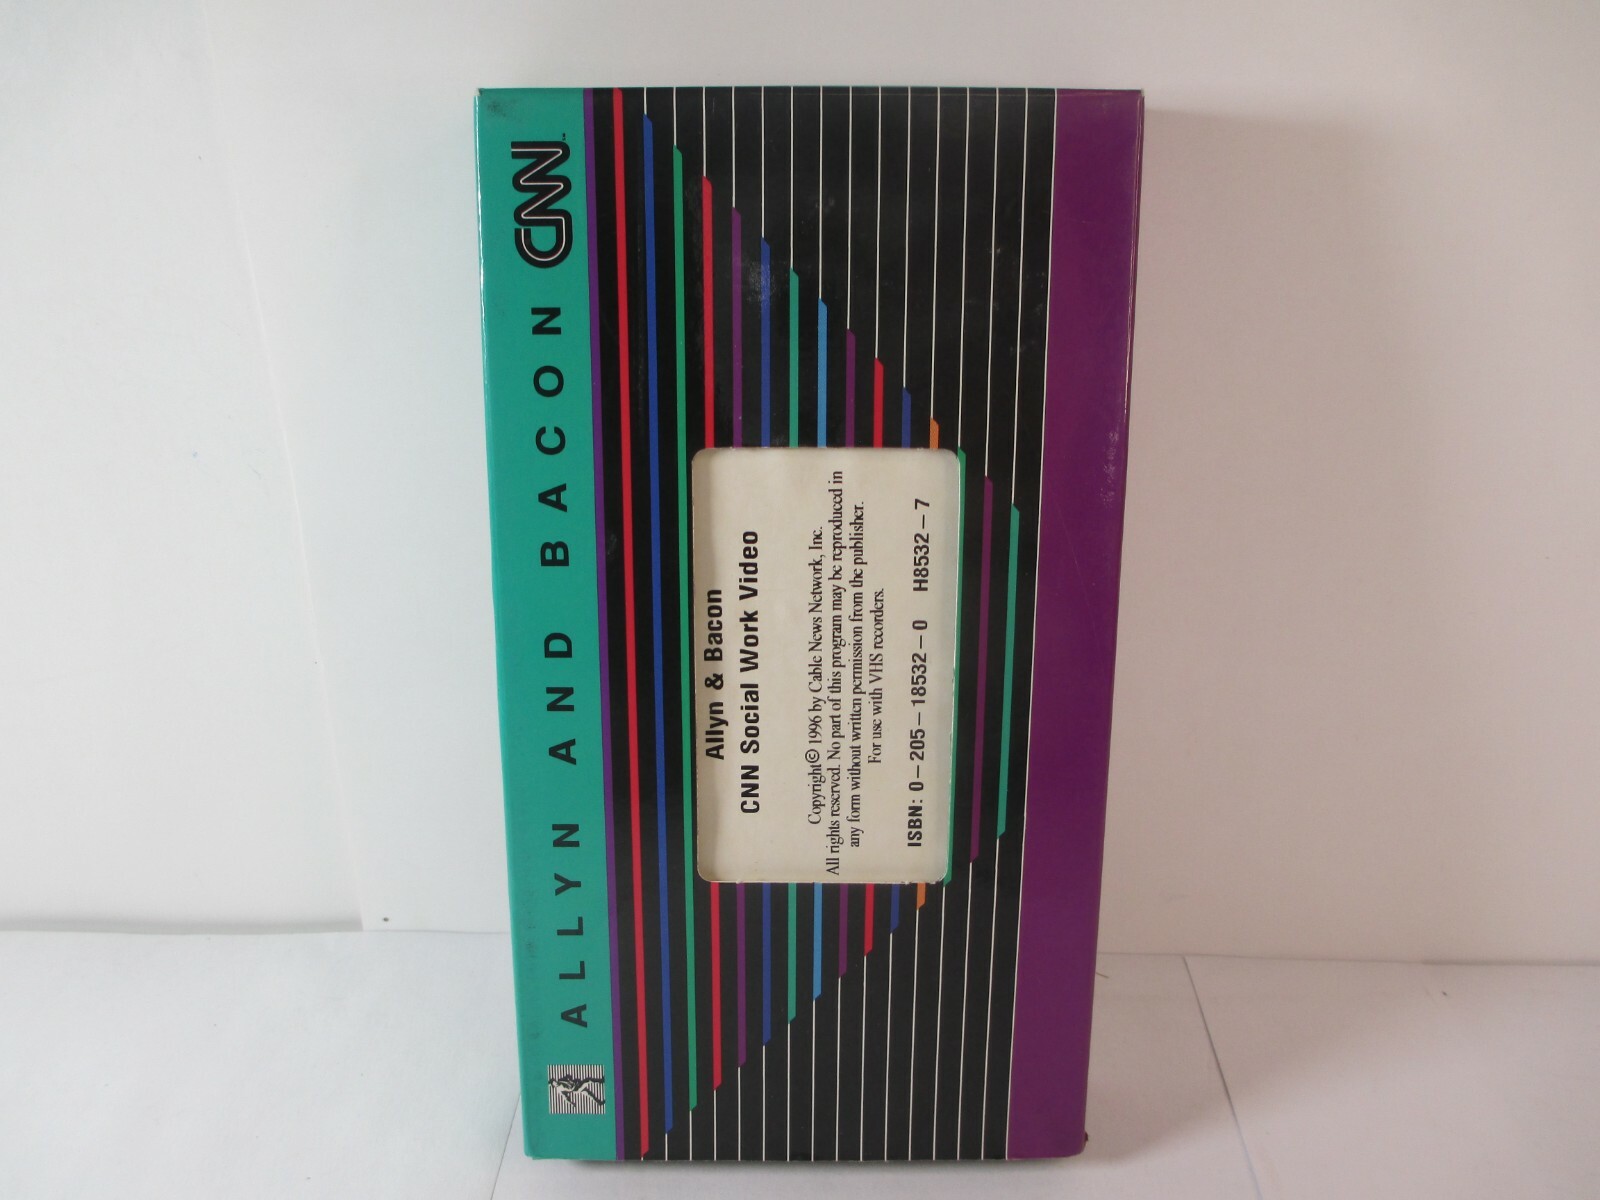 ALLYN AND BACON CNN™
Allyn & Bacon
CNN Social Work Video
Copyright© 1996 by Cable News Network, Inc.
All rights reserved. No part of this program may be reproduced in
any form without written permission from the publisher.
For use with VHS recorders.
ISBN: 0-205-18532-0 H8532-7